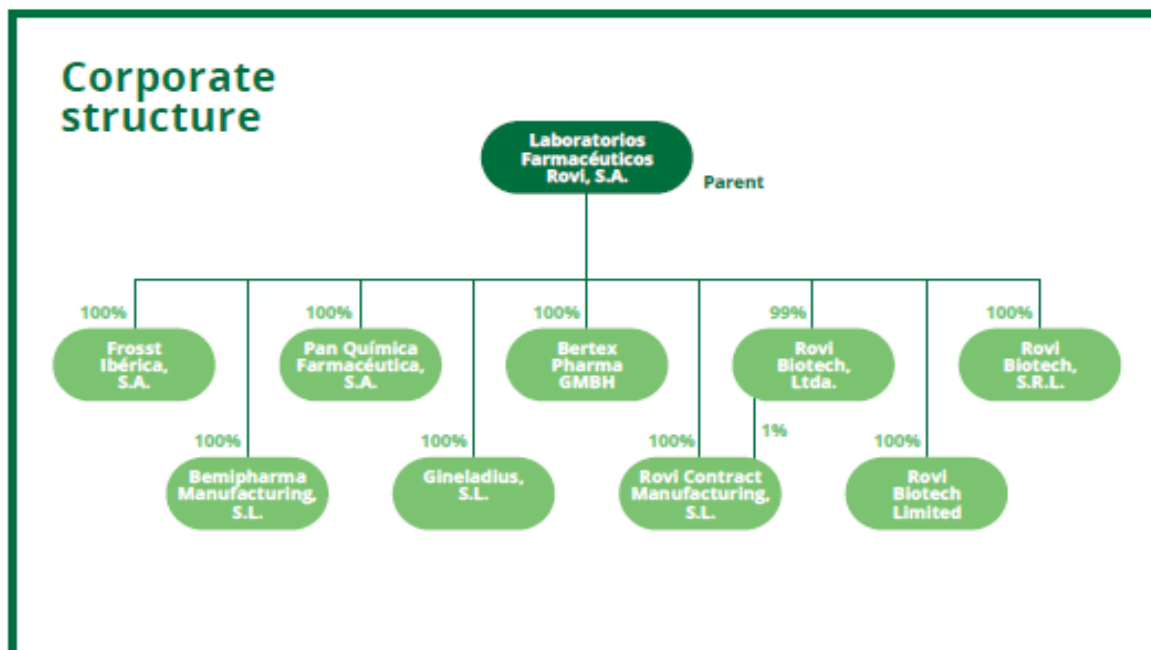 Corporate
structure
Laboratorios
Farmacéuticos
Rovi, S.A.
Parent
100%
Frosst
Ibérica,
S.A.
100%
Pan Química
Farmacéutica,
S.A.
100%
Bertex
Pharma
GMBH
99%
Rovi
Biotech,
Ltda.
100%
Rovi
Biotech,
S.R.L.
1%
100%
Bemipharma
Manufacturing,
S.L.
100%
Gineladius,
S.L.
100%
Rovi Contract
Manufacturing,
S.L.
100%
Rovi
Biotech
Limited